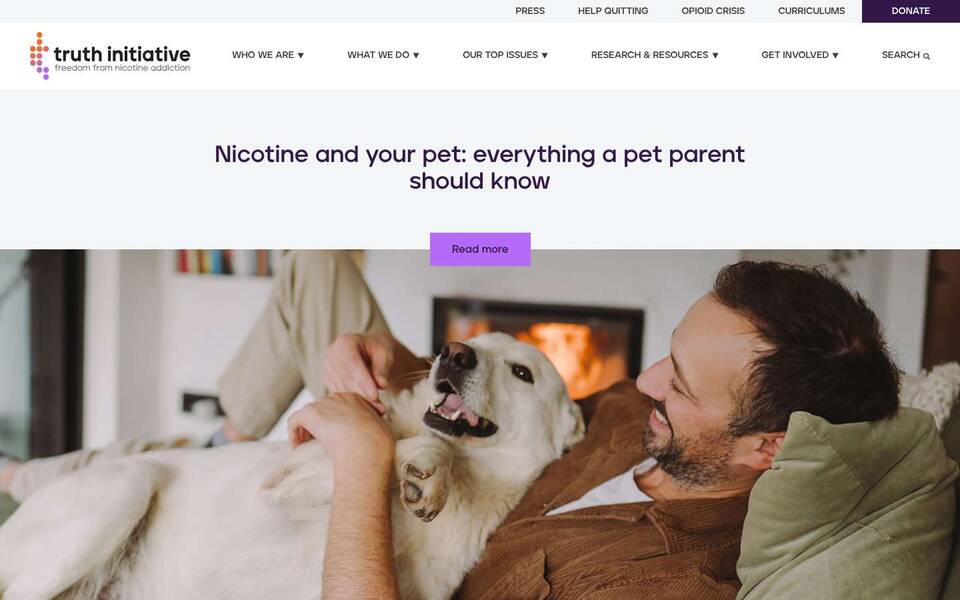 PRESS HELP QUITTING OPIOID CRISIS CURRICULUMS DONATE
truth initiative
freedom from nicotine addiction
WHO WE ARE WHAT WE DO OUR TOP ISSUES RESEARCH & RESOURCES GET INVOLVED SEARCH
Nicotine and your pet: everything a pet parent
should know
Read more